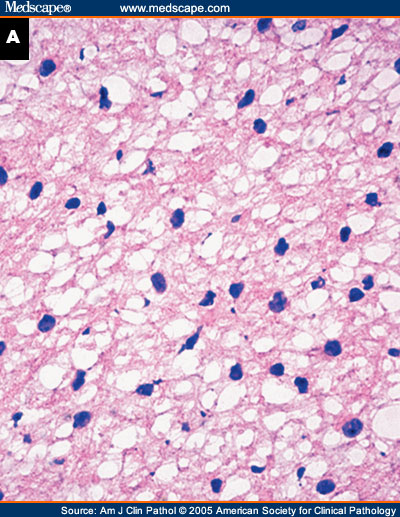 Medscape® www.medscape.com
A
Source: Am J Clin Pathol © 2005 American Society for Clinical Pathology